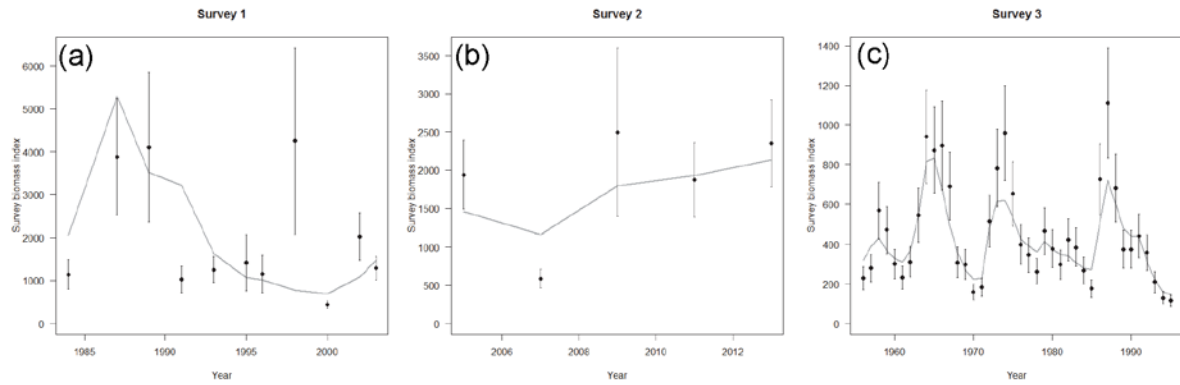 Survey 1
(a)
Survey biomass index
6000
5000
4000
3000
2000
1000
0
1985
1990
1995
2000
Year
Survey 2
(b)
Survey biomass index
3500
3000
2500
2000
1500
1000
500
0
2006
2008
2010
2012
Year
Survey 3
(c)
Survey biomass index
1400
1200
1000
800
600
400
200
0
1960
1970
1980
1990
Year